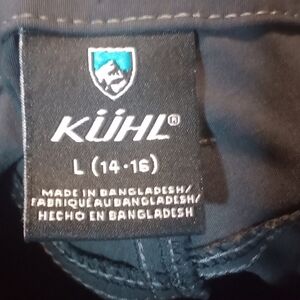 KÜHL®
L (14-16)
MADE IN BANGLADESH/
FABRIQUÉ AU BANGLADESH/
HECHO EN BANGLADESH